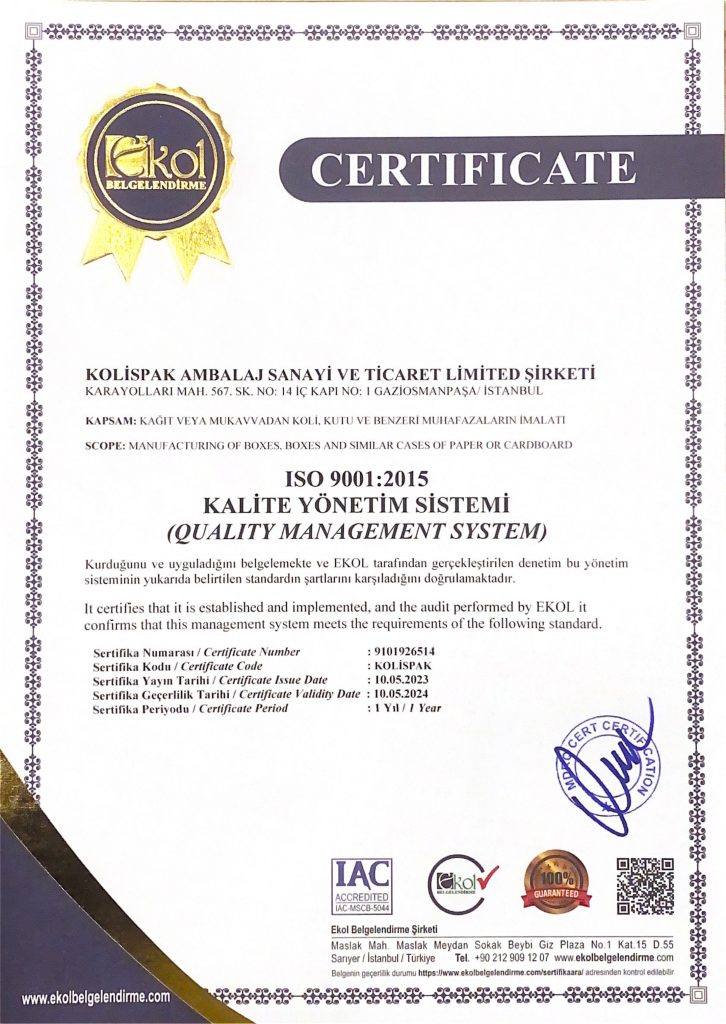 Ekol
BELGELENDİRME
CERTIFICATE
KOLİSPAK AMBALAJ SANAYİ VE TİCARET LİMİTED ŞİRKETİ
KARAYOLLARI MAH. 567. SK. NO: 14 İÇ KAPI NO: 1 GAZİOSMANPAŞA/ İSTANBUL
KAPSAM: KAĞIT VEYA MUKAVVADAN KOLİ, KUTU VE BENZERİ MUHAFAZALARIN İMALATI
SCOPE: MANUFACTURING OF BOXES, BOXES AND SIMILAR CASES OF PAPER OR CARDBOARD
ISO 9001:2015
KALİTE YÖNETİM SİSTEMİ
(QUALITY MANAGEMENT SYSTEM)
Kurduğunu ve uyguladığını belgelemekte ve EKOL tarafından gerçekleştirilen denetim bu yönetim
sisteminin yukarıda belirtilen standardın şartlarını karşıladığını doğrulamaktadır.
It certifies that it is established and implemented, and the audit performed by EKOL it
confirms that this management system meets the requirements of the following standard.
Sertifika Numarası / Certificate Number : 9101926514
Sertifika Kodu / Certificate Code : KOLİSPAK
Sertifika Yayın Tarihi / Certificate Issue Date : 10.05.2023
Sertifika Geçerlilik Tarihi / Certificate Validity Date : 10.05.2024
Sertifika Periyodu / Certificate Period : 1 Yıl / 1 Year
CERT CERTIFICATION
IAC
ACCREDITED
IAC-MSCB-5044
Ekol
BELGELENDİRME
100%
GUARANTEED
Ekol Belgelendirme Şirketi
Maslak Mah. Maslak Meydan Sokak Beybi Giz Plaza No.1 Kat.15 D.55
Sarıyer / İstanbul / Türkiye Tel. +90 212 909 12 07 www.ekolbelgelendirme.com
Belgenin geçerlilik durumu https://www.ekolbelgelendirme.com/sertifikaara/ adresinden kontrol edilebilir
www.ekolbelgelendirme.com